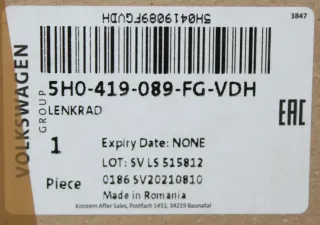 5H0419089FGVDH
3847
VOLKSWAGEN
GROUP
5H0-419-089-FG-VDH
LENKRAD
EAC
1
Expiry Date: NONE
LOT: SV LS 515812
Piece
0186 SV20210810
Made in Romania
Konzern After Sales, Postfach 1451, 34219 Baunatal